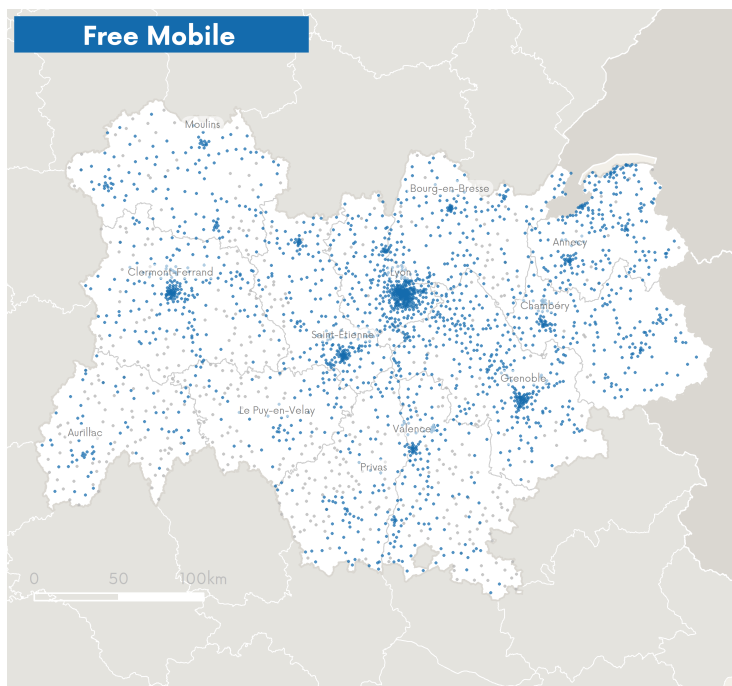 Free Mobile
Moulins
Bourg-en-Bresse
Annecy
Clermont-Ferrand
Lyon
Chambéry
Saint-Etienne
Grenoble
Le Puy-en-Velay
Aurillac
Valence
Privas
0 50 100km